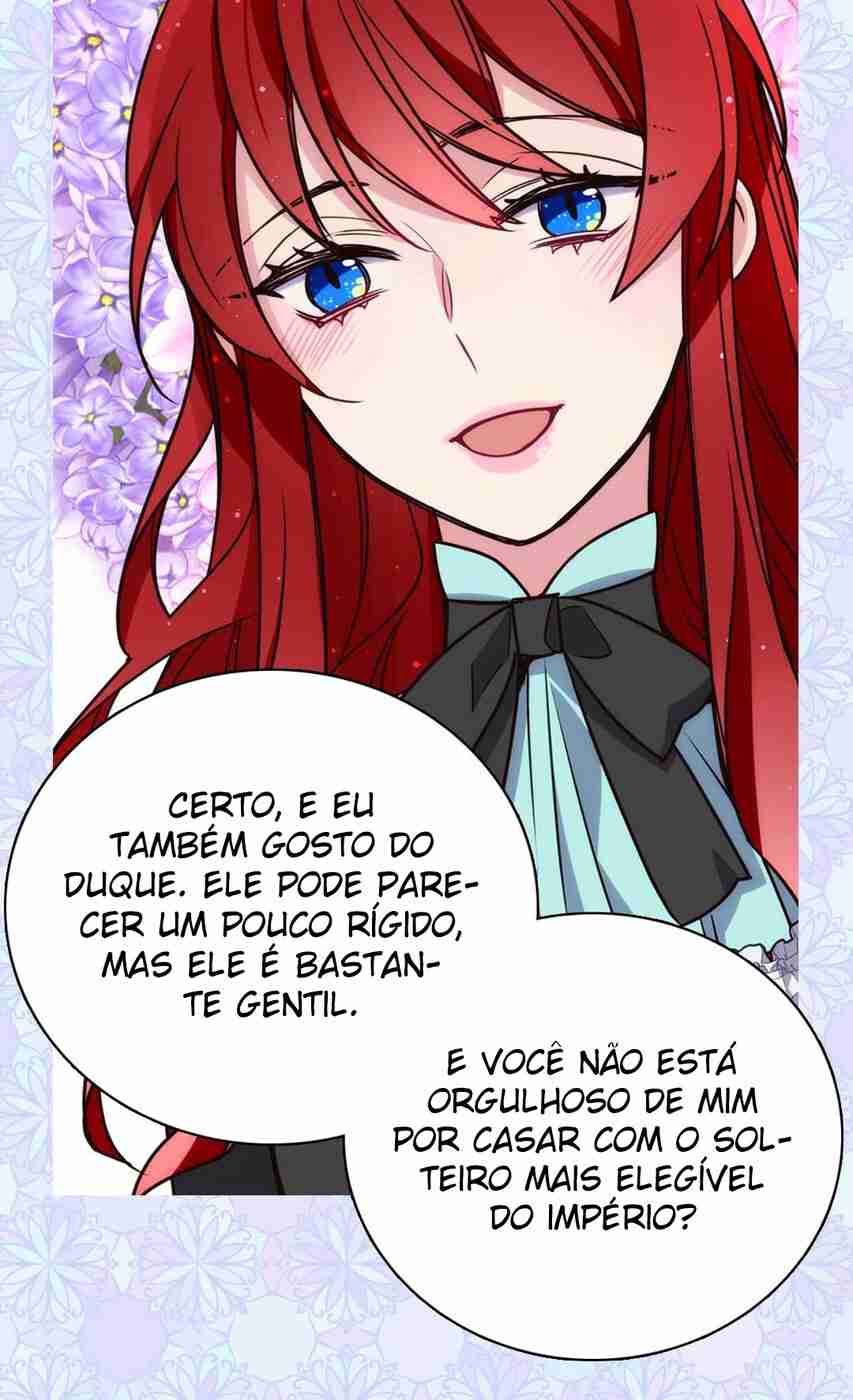 CERTO, E EU
TAMBÉM GOSTO DO
DUQUE. ELE PODE PARE-
CER UM POUCO RÍGIDO,
MAS ELE É BASTAN-
TE GENTIL.
E VOCÊ NÃO ESTÁ
ORGULHOSO DE MIM
POR CASAR COM O SOL-
TEIRO MAIS ELEGÍVEL
DO IMPÉRIO?